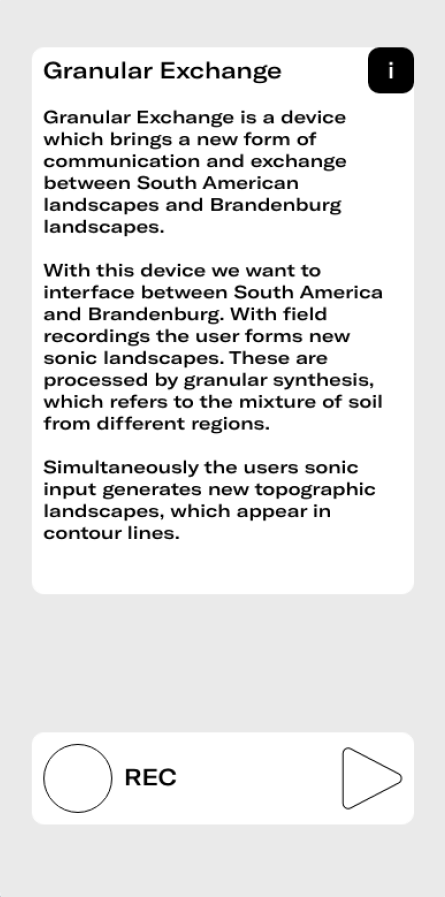 Granular Exchange
i
Granular Exchange is a device
which brings a new form of
communication and exchange
between South American
landscapes and Brandenburg
landscapes.
With this device we want to
interface between South America
and Brandenburg. With field
recordings the user forms new
sonic landscapes. These are
processed by granular synthesis,
which refers to the mixture of soil
from different regions.
Simultaneously the users sonic
input generates new topographic
landscapes, which appear in
contour lines.
REC